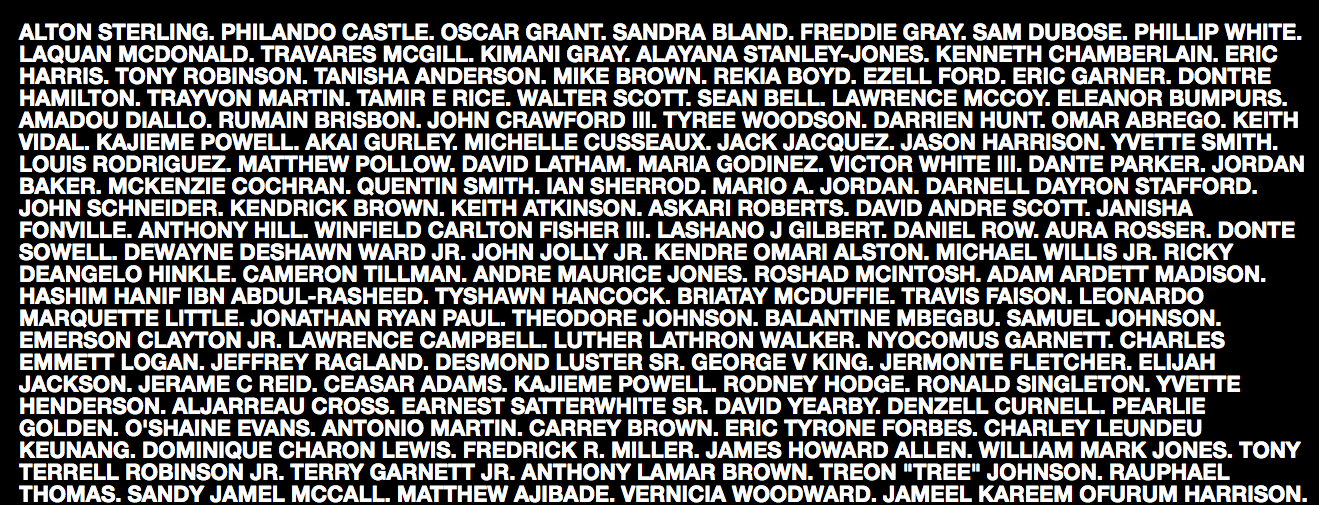 ALTON STERLING. PHILANDO CASTLE. OSCAR GRANT. SANDRA BLAND. FREDDIE GRAY. SAM DUBOSE. PHILLIP WHITE.
LAQUAN MCDONALD. TRAVARES MCGILL. KIMANI GRAY. ALAYANA STANLEY-JONES. KENNETH CHAMBERLAIN. ERIC
HARRIS. TONY ROBINSON. TANISHA ANDERSON. MIKE BROWN. REKIA BOYD. EZELL FORD. ERIC GARNER. DONTRE
HAMILTON. TRAYVON MARTIN. TAMIR E RICE. WALTER SCOTT. SEAN BELL. LAWRENCE MCCOY. ELEANOR BUMPURS.
AMADOU DIALLO. RUMAIN BRISBON. JOHN CRAWFORD III. TYREE WOODSON. DARRIEN HUNT. OMAR ABREGO. KEITH
VIDAL. KAJIEME POWELL. AKAI GURLEY. MICHELLE CUSSEAUX. JACK JACQUEZ. JASON HARRISON. YVETTE SMITH.
LOUIS RODRIGUEZ. MATTHEW POLLOW. DAVID LATHAM. MARIA GODINEZ. VICTOR WHITE III. DANTE PARKER. JORDAN
BAKER. MCKENZIE COCHRAN. QUENTIN SMITH. IAN SHERROD. MARIO A. JORDAN. DARNELL DAYRON STAFFORD.
JOHN SCHNEIDER. KENDRICK BROWN. KEITH ATKINSON. ASKARI ROBERTS. DAVID ANDRE SCOTT. JANISHA
FONVILLE. ANTHONY HILL. WINFIELD CARLTON FISHER III. LASHANO J GILBERT. DANIEL ROW. AURA ROSSER. DONTE
SOWELL. DEWAYNE DESHAWN WARD JR. JOHN JOLLY JR. KENDRE OMARI ALSTON. MICHAEL WILLIS JR. RICKY
DEANGELO HINKLE. CAMERON TILLMAN. ANDRE MAURICE JONES. ROSHAD MCINTOSH. ADAM ARDETT MADISON.
HASHIM HANIF IBN ABDUL-RASHEED. TYSHAWN HANCOCK. BRIATAY MCDUFFIE. TRAVIS FAISON. LEONARDO
MARQUETTE LITTLE. JONATHAN RYAN PAUL. THEODORE JOHNSON. BALANTINE MBEGBU. SAMUEL JOHNSON.
EMERSON CLAYTON JR. LAWRENCE CAMPBELL. LUTHER LATHRON WALKER. NYOCOMUS GARNETT. CHARLES
EMMETT LOGAN. JEFFREY RAGLAND. DESMOND LUSTER SR. GEORGE V KING. JERMONTE FLETCHER. ELIJAH
JACKSON. JERAME C REID. CEASAR ADAMS. KAJIEME POWELL. RODNEY HODGE. RONALD SINGLETON. YVETTE
HENDERSON. ALJARREAU CROSS. EARNEST SATTERWHITE SR. DAVID YEARBY. DENZELL CURNELL. PEARLIE
GOLDEN. O'SHAINE EVANS. ANTONIO MARTIN. CARREY BROWN. ERIC TYRONE FORBES. CHARLEY LEUNDEU
KEUNANG. DOMINIQUE CHARON LEWIS. FREDRICK R. MILLER. JAMES HOWARD ALLEN. WILLIAM MARK JONES. TONY
TERRELL ROBINSON JR. TERRY GARNETT JR. ANTHONY LAMAR BROWN. TREON "TREE" JOHNSON. RAUPHAEL
THOMAS. SANDY JAMEL MCCALL. MATTHEW AJIBADE. VERNICIA WOODWARD. JAMEEL KAREEM OFURUM HARRISON.